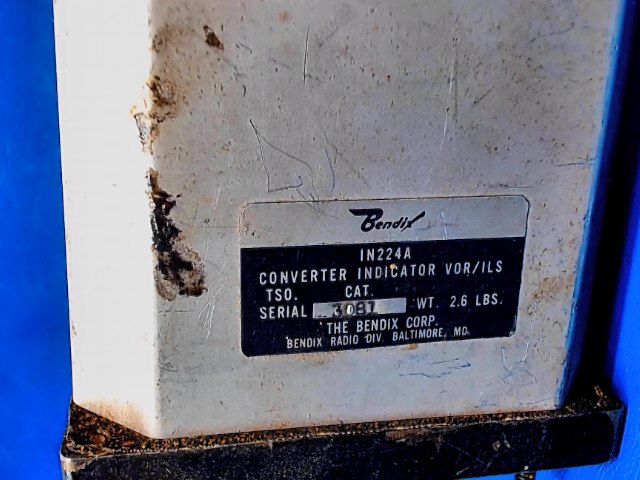 Bendix
IN224A
CONVERTER INDICATOR VOR/ILS
TSO. CAT.
SERIAL 3081 WT. 2.6 LBS.
THE BENDIX CORP.
BENDIX RADIO DIV. BALTIMORE, MD.